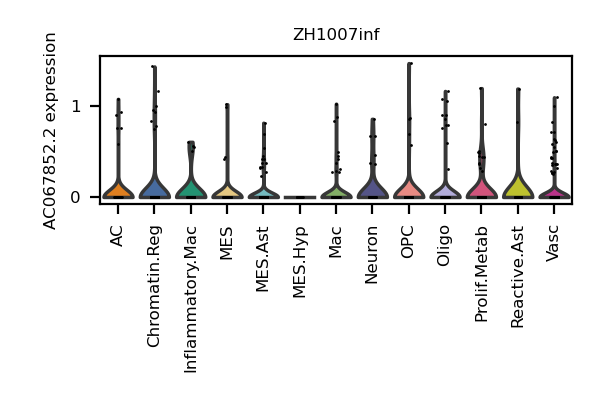 ZH1007inf
AC067852.2 expression
1
0
AC
Chromatin.Reg
Inflammatory.Mac
MES
MES.Ast
MES.Hyp
Mac
Neuron
OPC
Oligo
Prolif.Metab
Reactive.Ast
Vasc